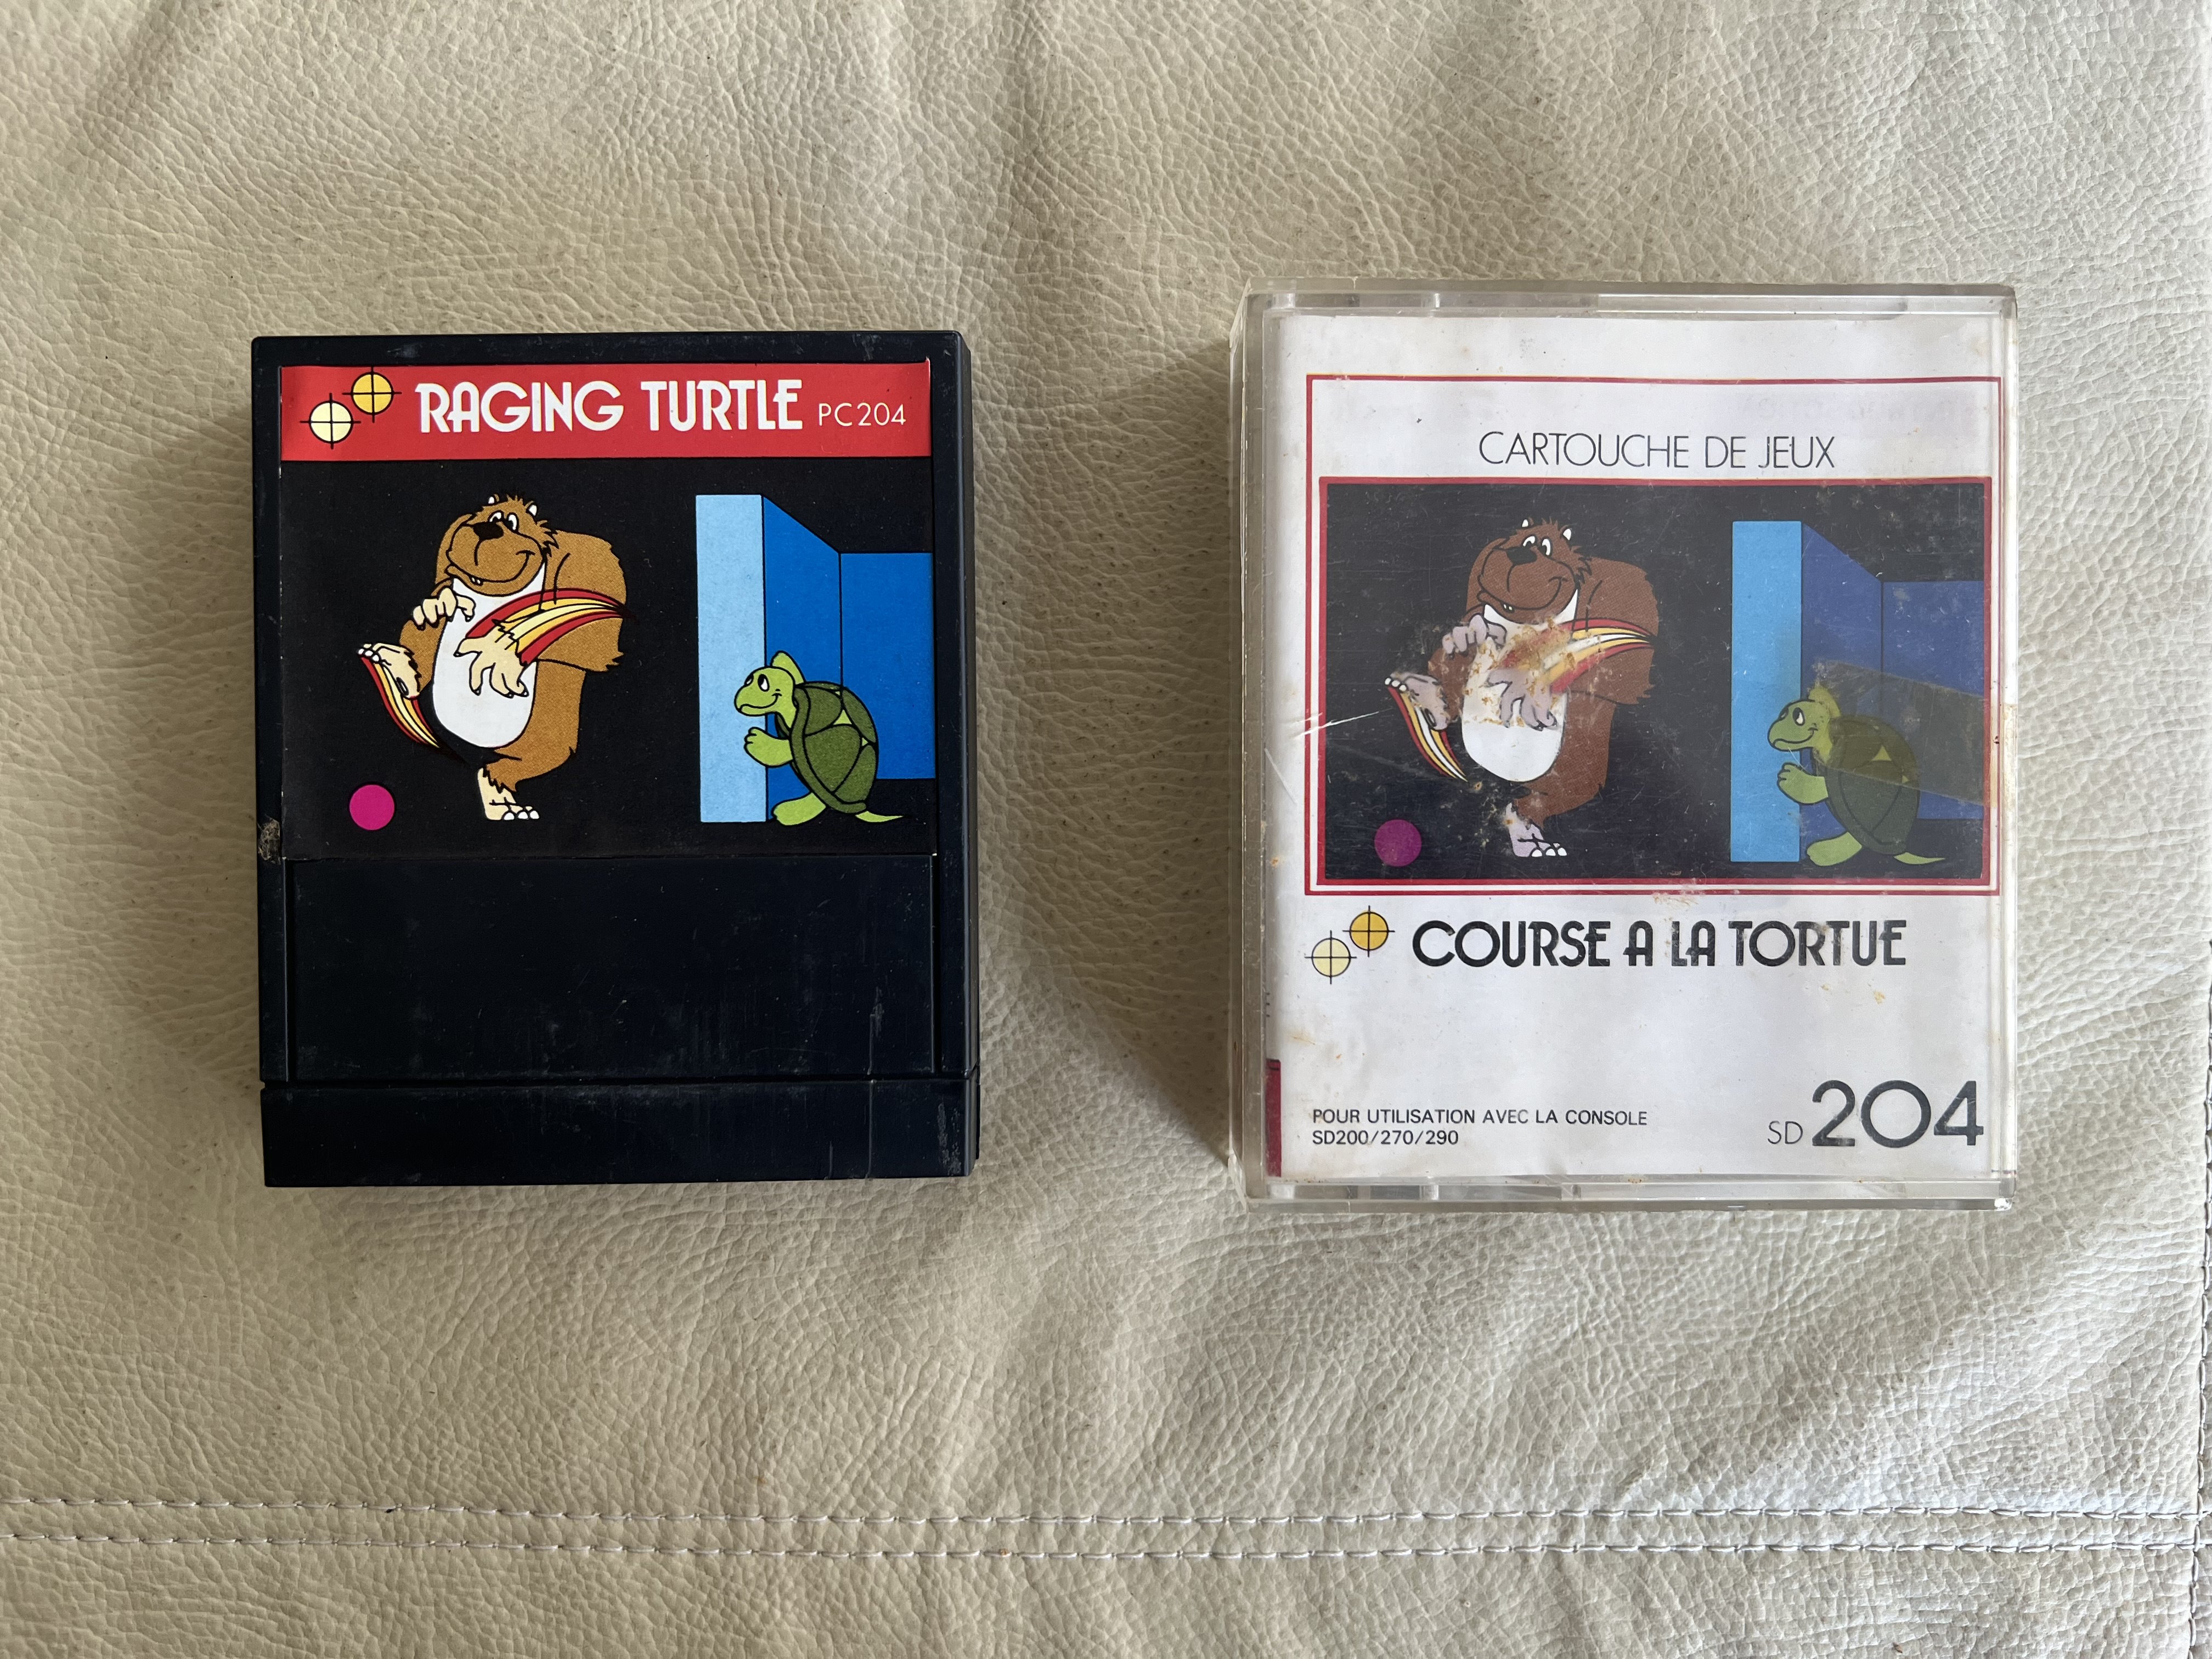 RAGING TURTLE PC204
CARTOUCHE DE JEUX
COURSE A LA TORTUE
POUR UTILISATION AVEC LA CONSOLE
SD200/270/290
SD 204